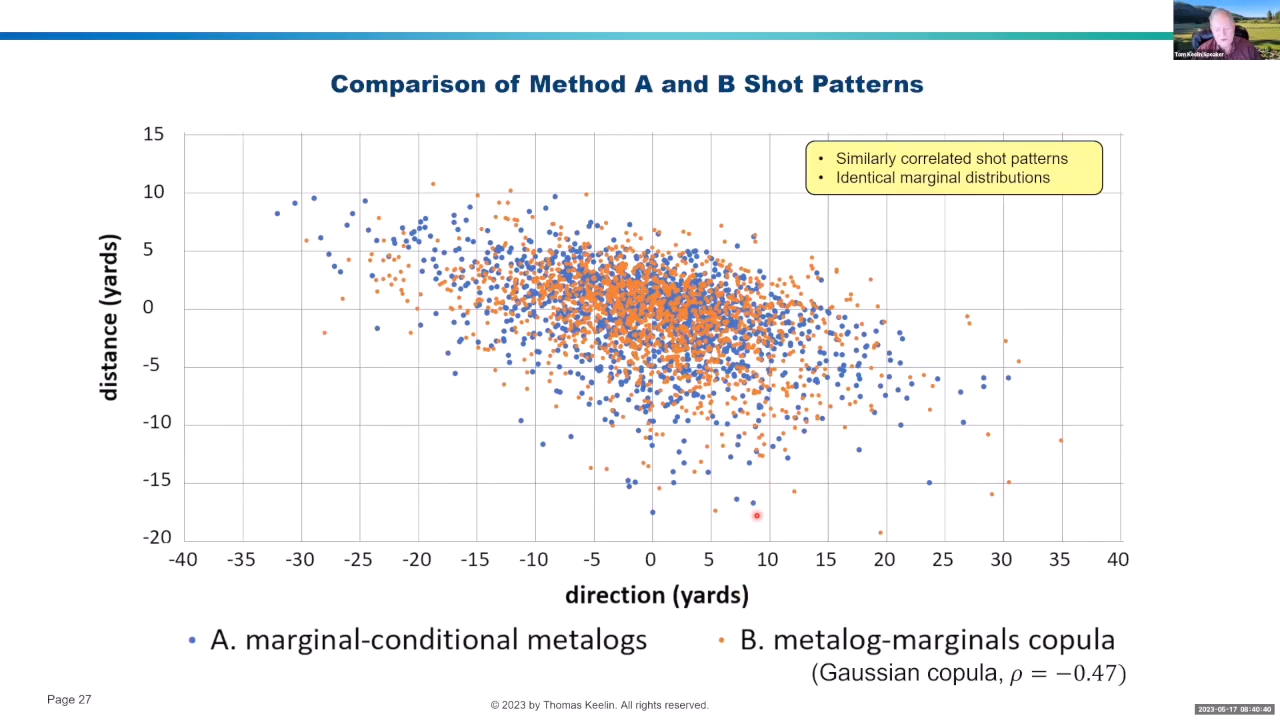 Tom Keelin|Speaker
Comparison of Method A and B Shot Patterns
• Similarly correlated shot patterns
• Identical marginal distributions
distance (yards)
15
10
5
0
-5
-10
-15
-20
-40 -35 -30 -25 -20 -15 -10 -5 0 5 10 15 20 25 30 35 40
direction (yards)
• A. marginal-conditional metalogs
• B. metalog-marginals copula
(Gaussian copula, ρ = −0.47)
Page 27
© 2023 by Thomas Keelin. All rights reserved.
2023-05-17 08:40:40